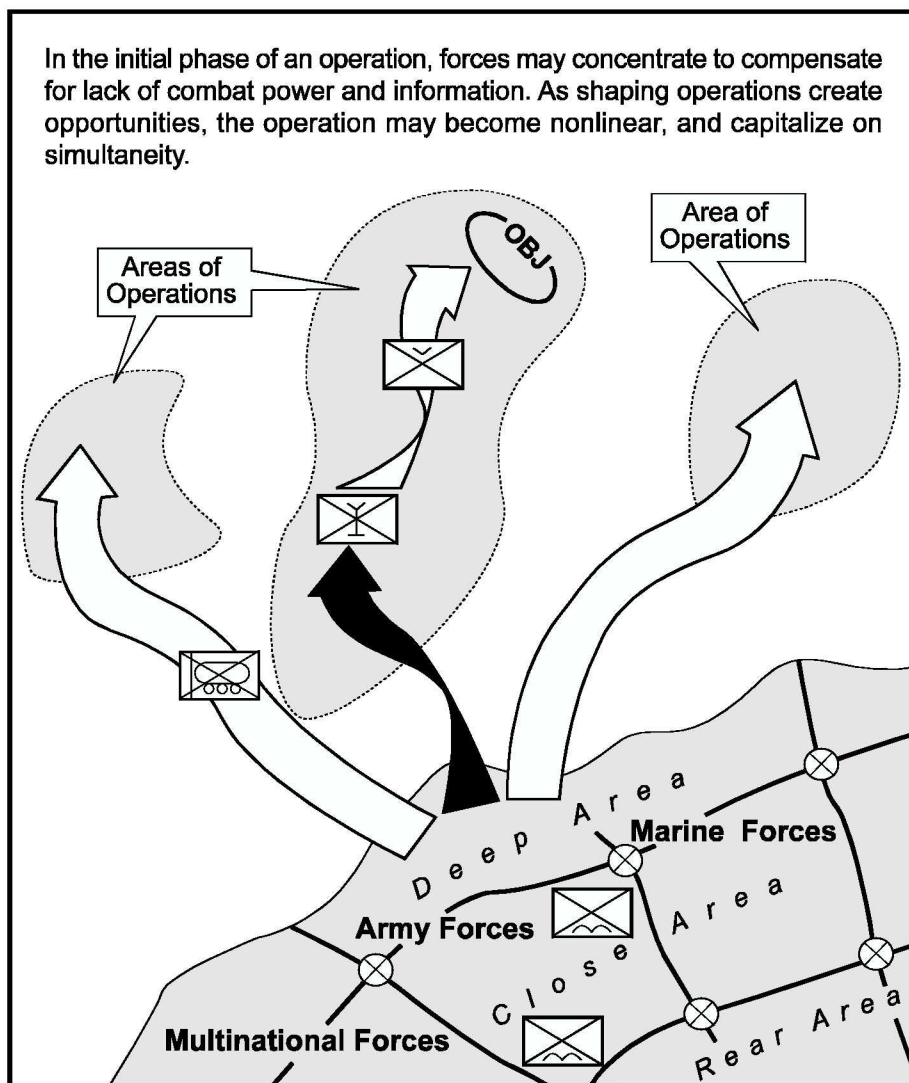 In the initial phase of an operation, forces may concentrate to compensate
for lack of combat power and information. As shaping operations create
opportunities, the operation may become nonlinear, and capitalize on
simultaneity.
Area of
Operations
OBJ
Areas of
Operations
Deep Area
Marine Forces
Army Forces
Close Area
Multinational Forces
Rear Area